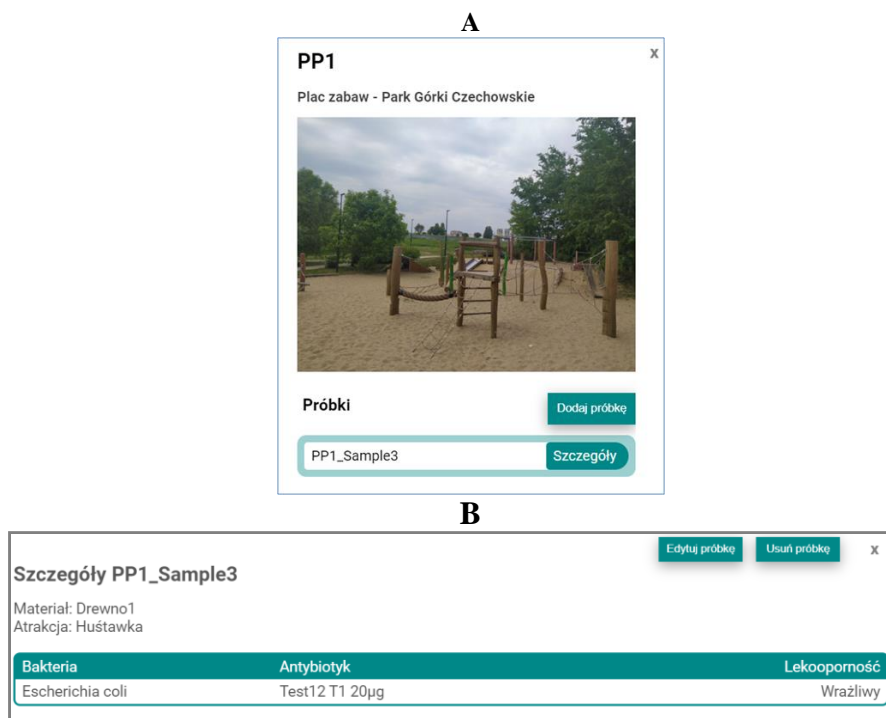 A
PP1
x
Plac zabaw - Park Górki Czechowskie
Próbki
Dodaj próbkę
PP1_Sample3
Szczegóły
B
Edytuj próbkę
Usuń próbkę
x
Szczegóły PP1_Sample3
Materiał: Drewno1
Atrakcja: Huśtawka
Bakteria Antybiotyk Lekooporność
Escherichia coli Test12 T1 20µg Wrażliwy